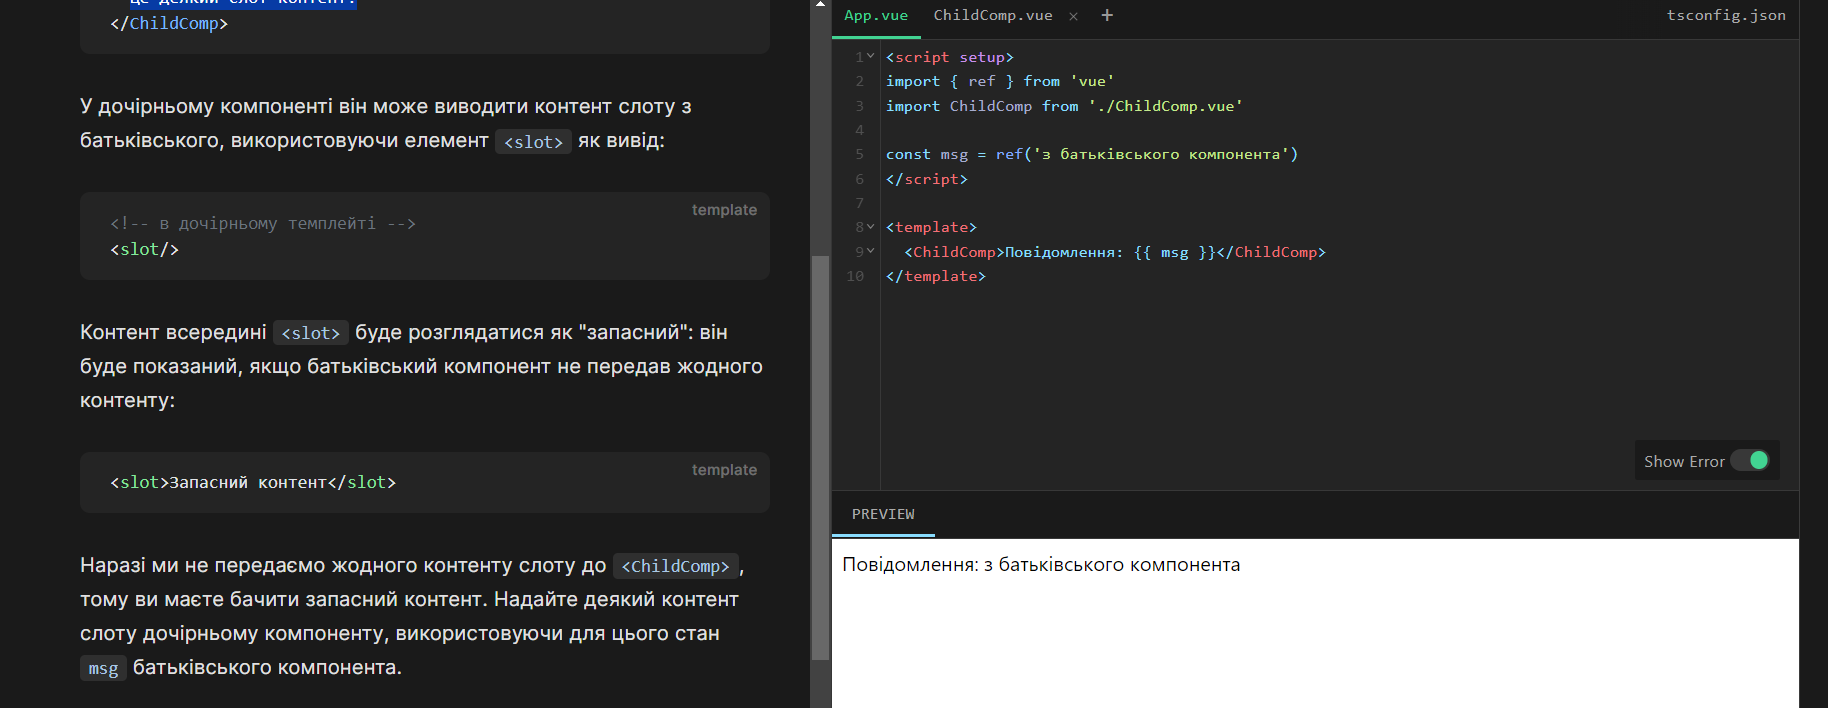 це деякий слот контент!
</ChildComp>
У дочірньому компоненті він може виводити контент слоту з
батьківського, використовуючи елемент <slot> як вивід:
template
<!-- в дочірньому темплейті -->
<slot/>
Контент всередині <slot> буде розглядатися як "запасний": він
буде показаний, якщо батьківський компонент не передав жодного
контенту:
template
<slot>Запасний контент</slot>
Наразі ми не передаємо жодного контенту слоту до <ChildComp>,
тому ви маєте бачити запасний контент. Надайте деякий контент
слоту дочірньому компоненту, використовуючи для цього стан
msg батьківського компонента.
App.vue ChildComp.vue × + tsconfig.json
1 <script setup>
2 import { ref } from 'vue'
3 import ChildComp from './ChildComp.vue'
4
5 const msg = ref('з батьківського компонента')
6 </script>
7
8 <template>
9 <ChildComp>Повідомлення: {{ msg }}</ChildComp>
10 </template>
Show Error
PREVIEW
Повідомлення: з батьківського компонента